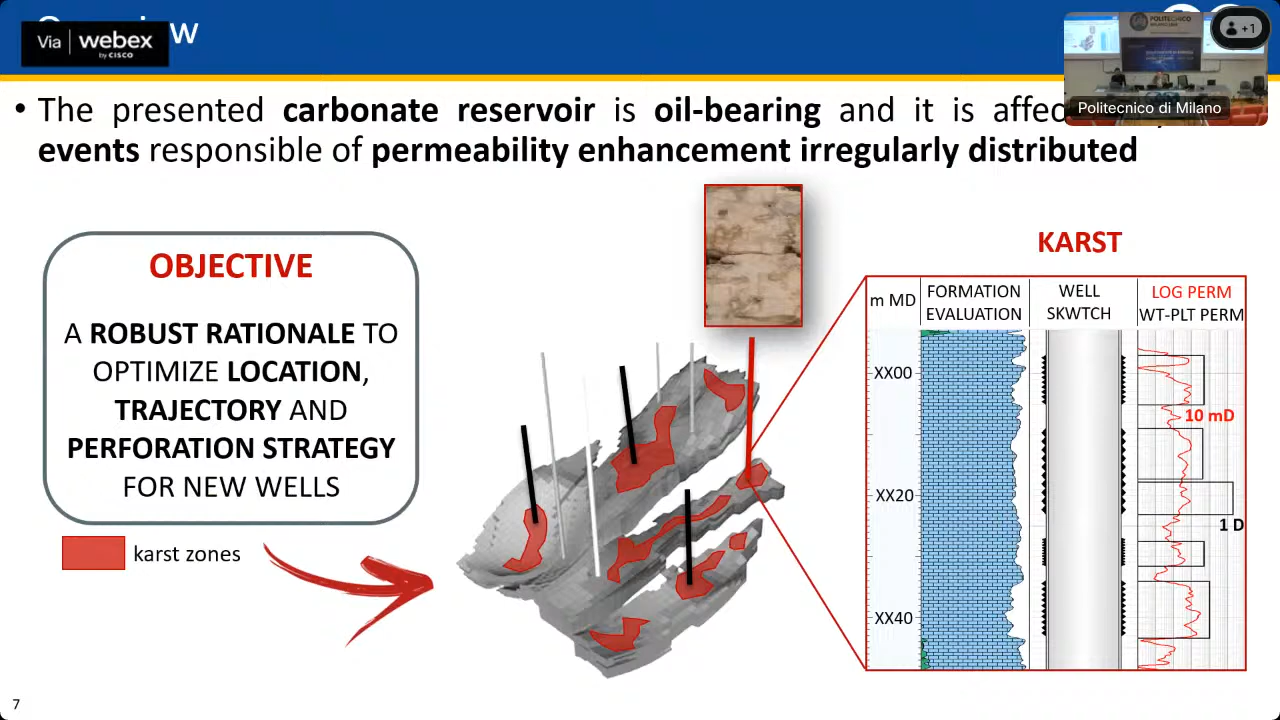 Via webex
by CISCO
POLITECNICO
+1
Politecnico di Milano
• The presented carbonate reservoir is oil-bearing and it is
events responsible of permeability enhancement irregularly distributed
OBJECTIVE
A ROBUST RATIONALE TO
OPTIMIZE LOCATION,
TRAJECTORY AND
PERFORATION STRATEGY
FOR NEW WELLS
karst zones
KARST
m MD
FORMATION
EVALUATION
WELL
SKWTCH
LOG PERM
WT-PLT PERM
XX00
10 mD
XX20
1 D
XX40
7